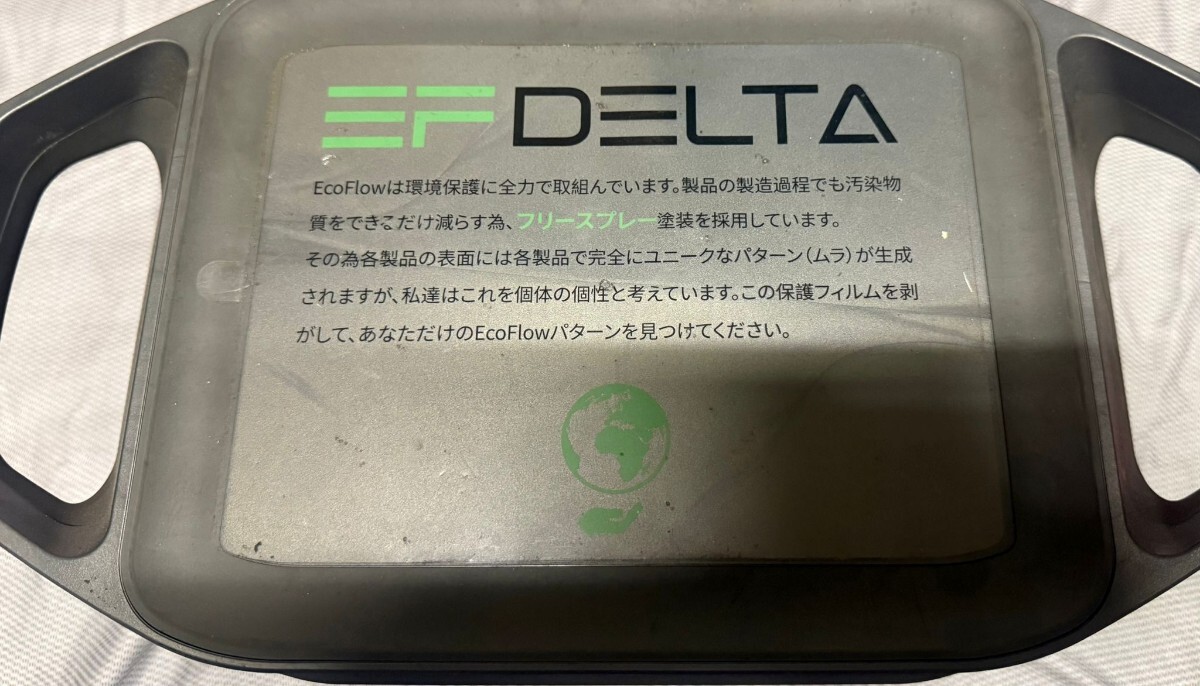 EF DELTA
EcoFlowは環境保護に全力で取組んでいます。製品の製造過程でも汚染物
質をできるだけ減らす為、フリースプレー塗装を採用しています。
その為各製品の表面には各製品で完全にユニークなパターン（ムラ）が生成
されますが、私達はこれを個体の個性と考えています。この保護フィルムを剥
がして、あなただけのEcoFlowパターンを見つけてください。